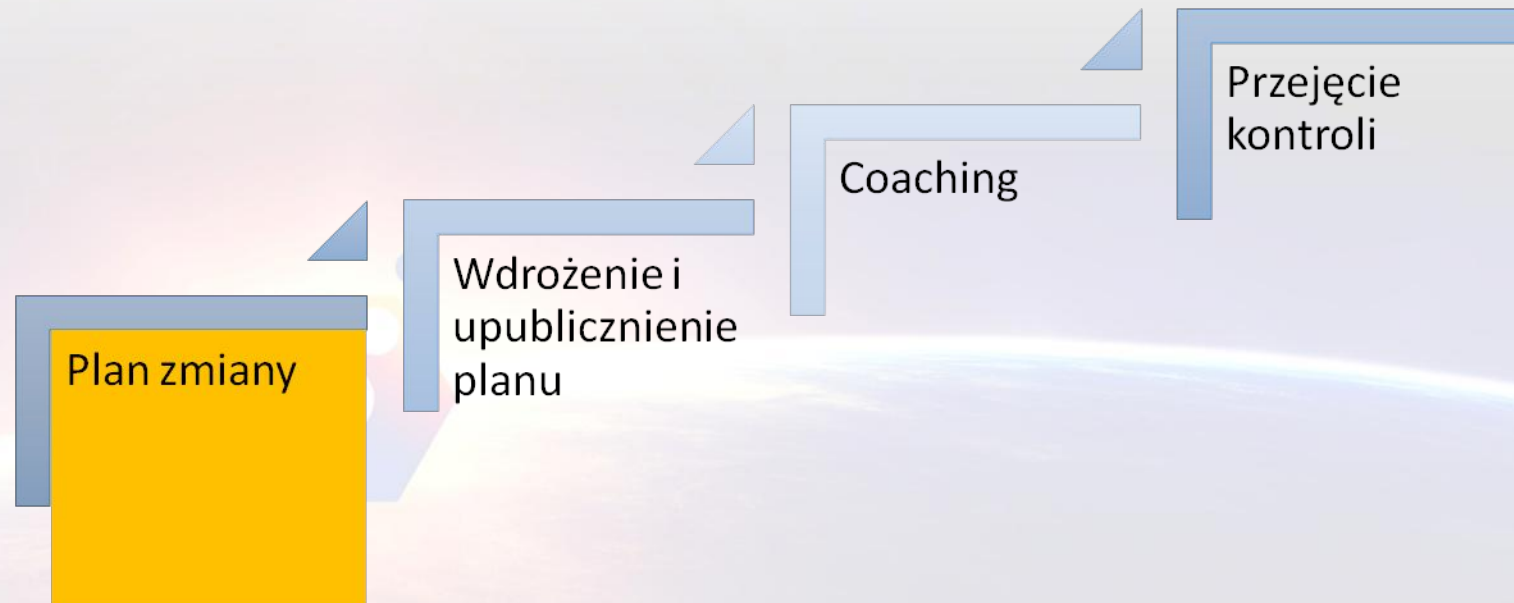 Plan zmiany
Wdrożenie i
upublicznienie
planu
Coaching
Przejęcie
kontroli